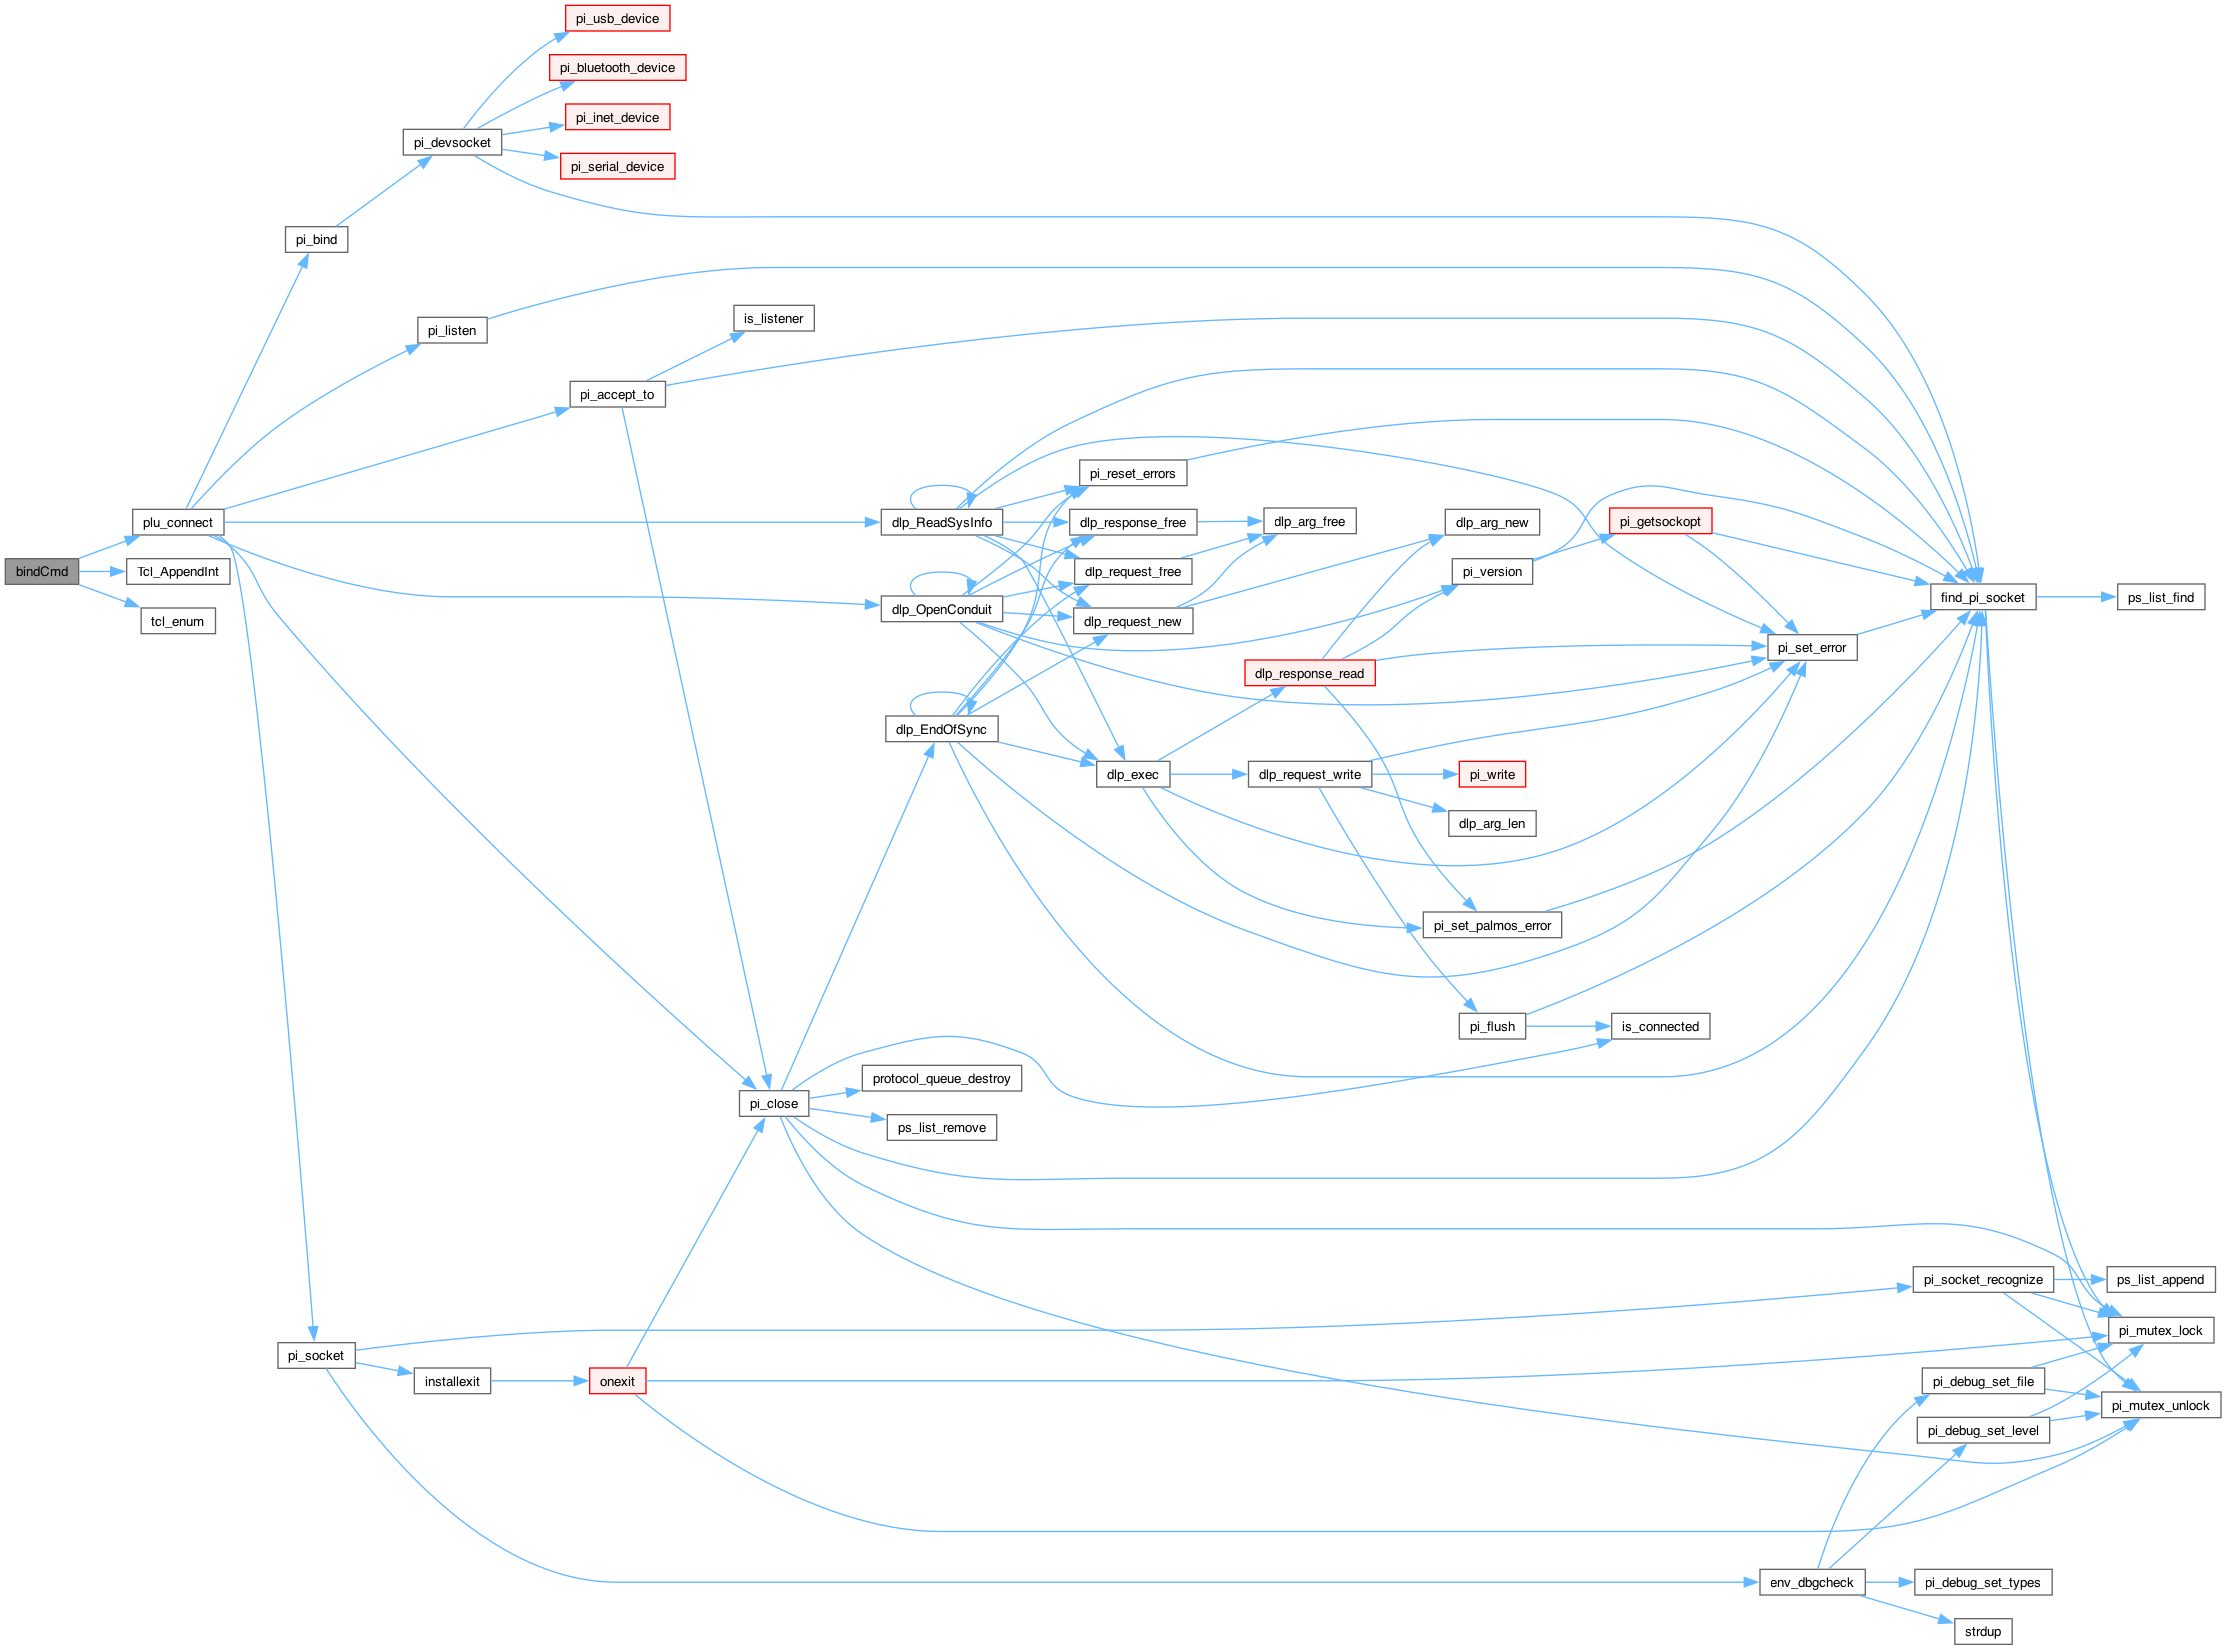 pi_usb_device
pi_bluetooth_device
pi_inet_device
pi_devsocket
pi_serial_device
pi_bind
is_listener
pi_listen
pi_accept_to
pi_reset_errors
plu_connect
dlp_ReadSysInfo
dlp_response_free
dlp_arg_free
dlp_arg_new
pi_getsockopt
bindCmd
Tcl_AppendInt
dlp_request_free
pi_version
find_pi_socket
ps_list_find
dlp_OpenConduit
tcl_enum
dlp_request_new
pi_set_error
dlp_response_read
dlp_EndOfSync
dlp_exec
dlp_request_write
pi_write
dlp_arg_len
pi_set_palmos_error
pi_flush
is_connected
protocol_queue_destroy
pi_close
ps_list_remove
pi_socket_recognize
ps_list_append
pi_mutex_lock
pi_socket
installexit
onexit
pi_debug_set_file
pi_mutex_unlock
pi_debug_set_level
env_dbgcheck
pi_debug_set_types
strdup